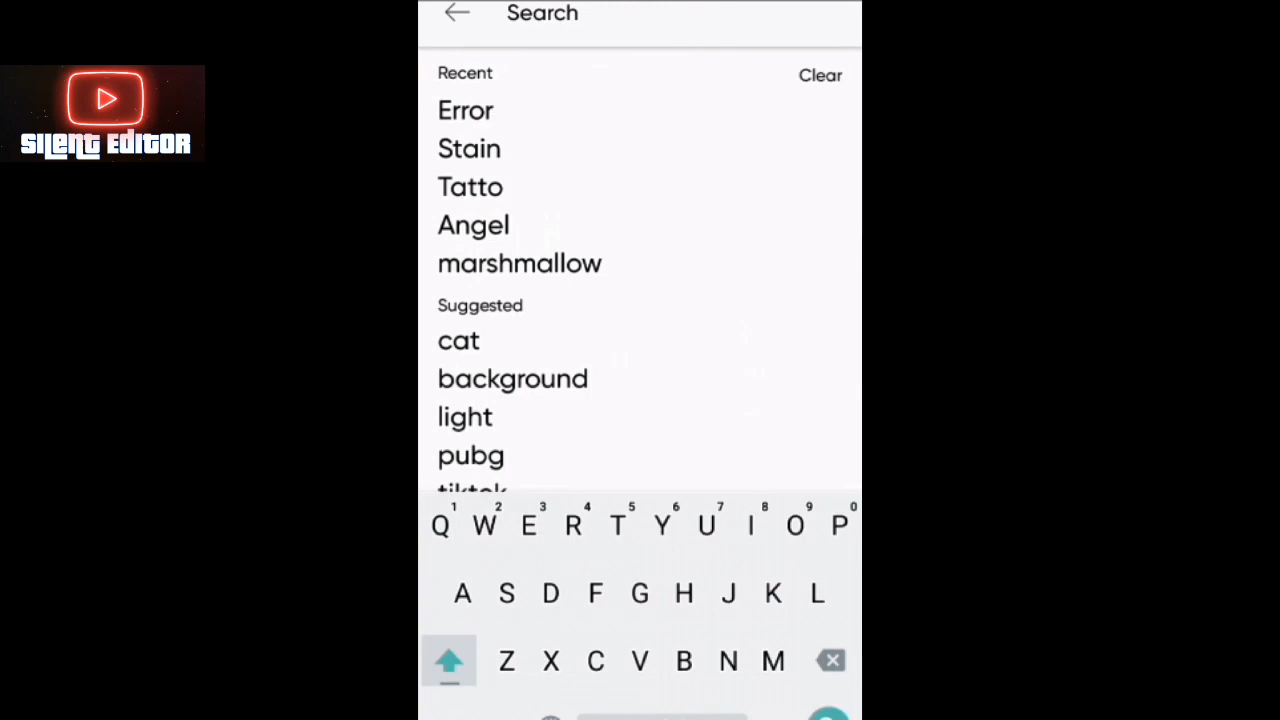 Search
SILENT EDITOR
Recent
Clear
Error
Stain
Tatto
Angel
marshmallow
Suggested
cat
background
light
pubg
tiktok
1 2 3 4 5 6 7 8 9 0
Q W E R T Y U I O P
A S D F G H J K L
Z X C V B N M